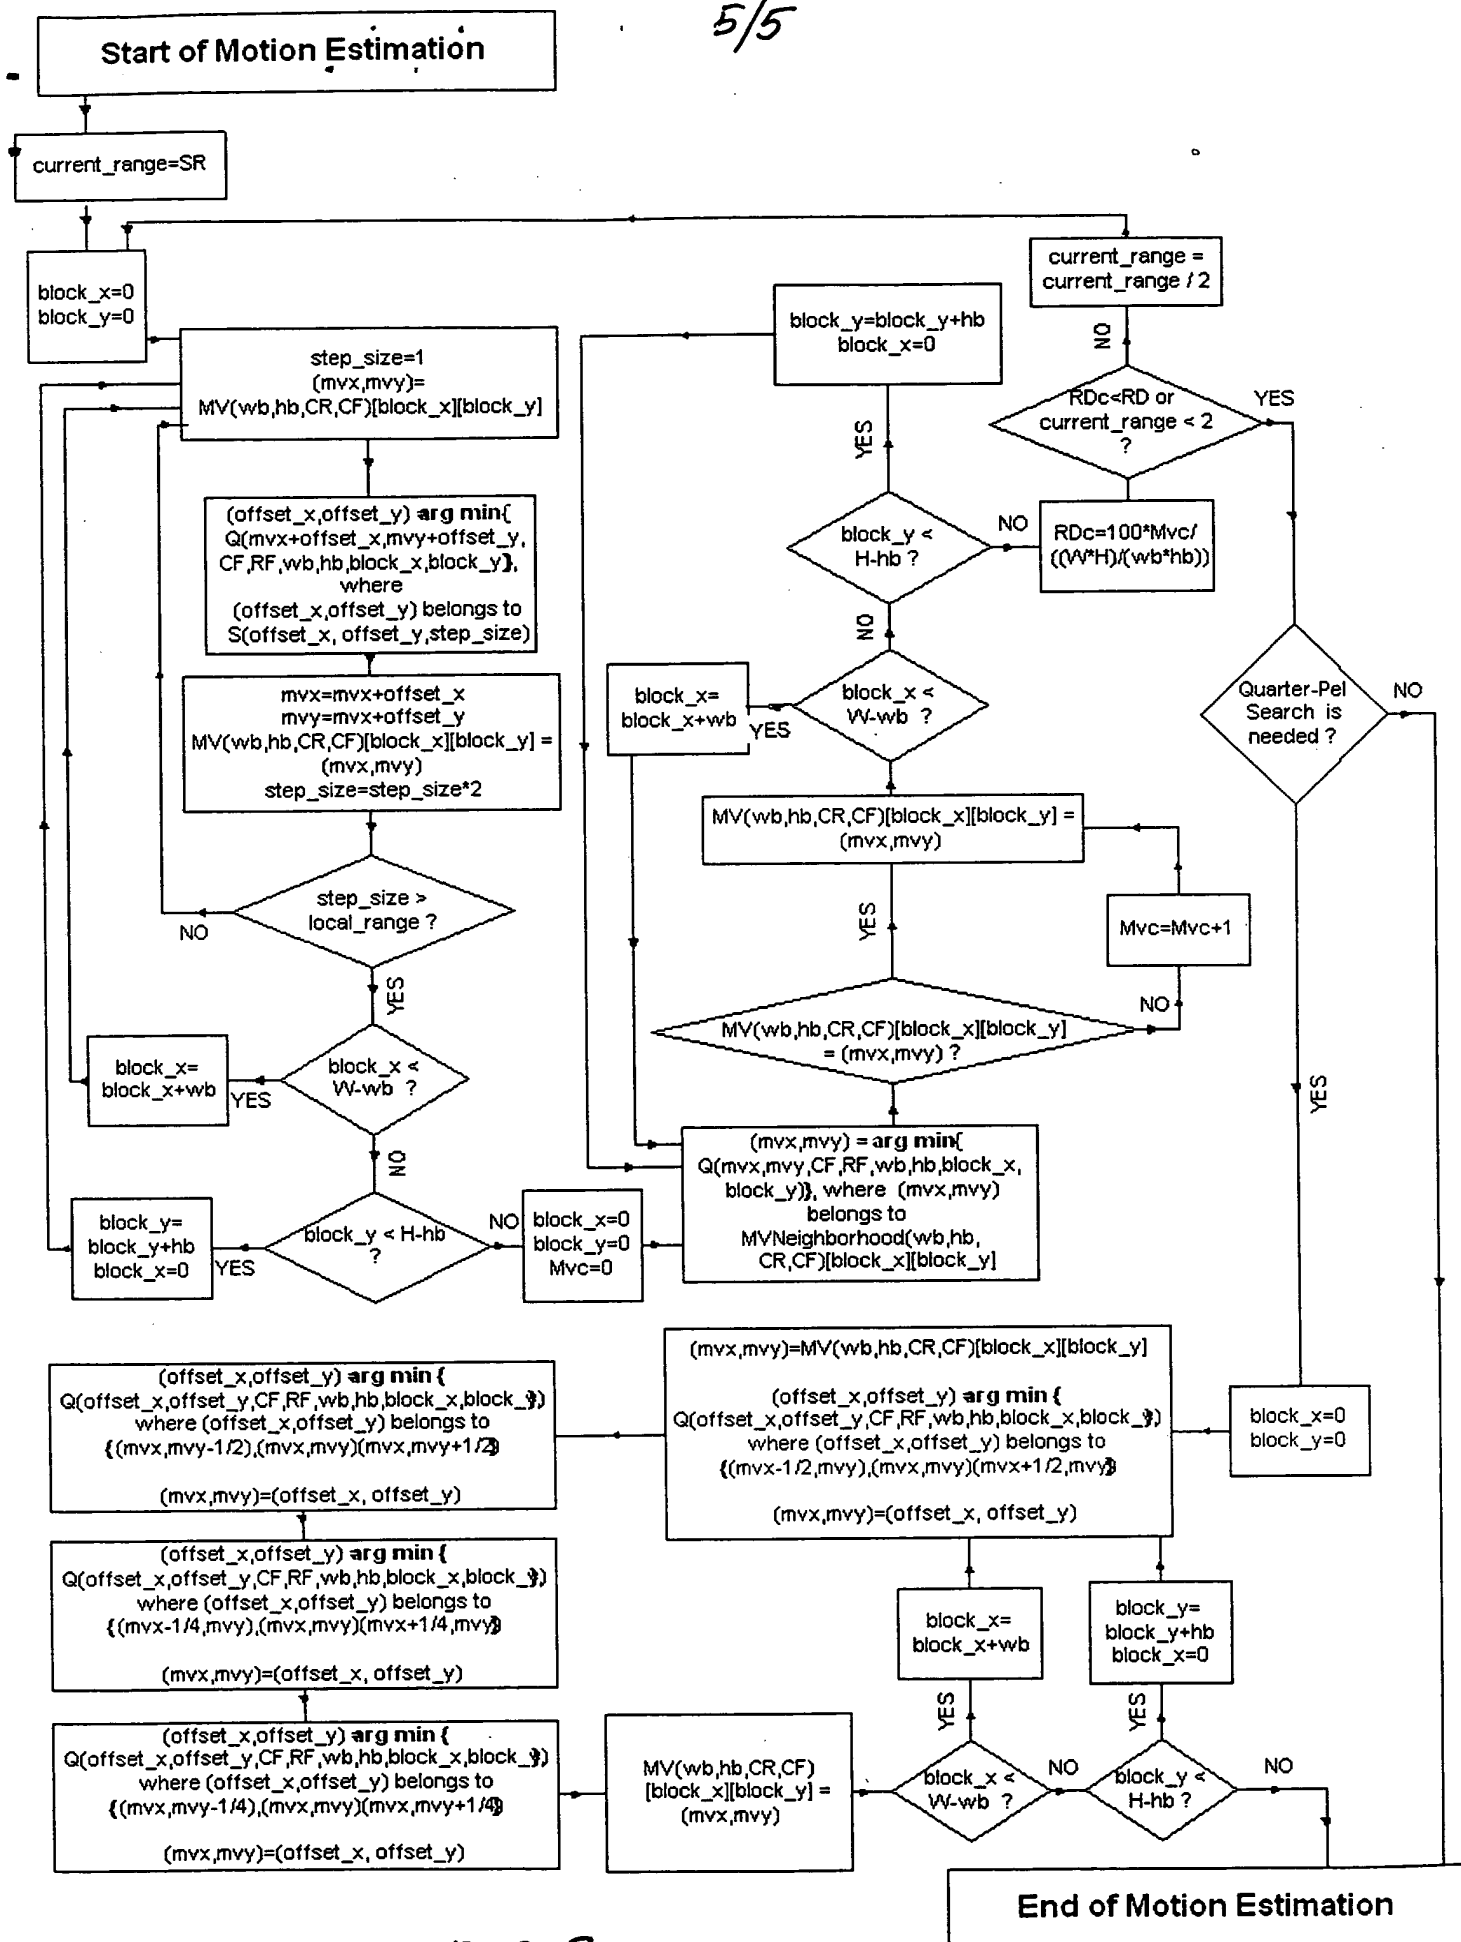 5/5
Start of Motion Estimation
current_range=SR
block_x=0
block_y=0
step_size=1
(mvx,mvy)=
MV(wb,hb,CR,CF)[block_x][block_y]
(offset_x,offset_y) arg min{
Q(mvx+offset_x,mvy+offset_y,
CF,RF,wb,hb,block_x,block_y)},
where
(offset_x,offset_y) belongs to
S(offset_x, offset_y,step_size)
mvx=mvx+offset_x
mvy=mvx+offset_y
MV(wb,hb,CR,CF)[block_x][block_y] =
(mvx,mvy)
step_size=step_size*2
step_size >
local_range ?
NO
YES
block_x <
W-wb ?
YES
block_x=
block_x+wb
NO
block_y < H-hb
?
YES
block_y=
block_y+hb
block_x=0
NO
block_x=0
block_y=0
Mvc=0
(mvx,mvy) = arg min{
Q(mvx,mvy,CF,RF,wb,hb,block_x,
block_y)}, where (mvx,mvy)
belongs to
MVNeighborhood(wb,hb,
CR,CF)[block_x][block_y]
MV(wb,hb,CR,CF)[block_x][block_y]
= (mvx,mvy) ?
NO
Mvc=Mvc+1
YES
MV(wb,hb,CR,CF)[block_x][block_y] =
(mvx,mvy)
block_x <
W-wb ?
YES
block_x=
block_x+wb
NO
block_y <
H-hb ?
YES
block_y=block_y+hb
block_x=0
NO
RDc=100*Mvc/
((W*H)/(wb*hb))
RDc<RD or
current_range < 2
?
NO
current_range =
current_range / 2
YES
Quarter-Pel
Search is
needed ?
NO
YES
block_x=0
block_y=0
(mvx,mvy)=MV(wb,hb,CR,CF)[block_x][block_y]
(offset_x,offset_y) arg min {
Q(offset_x,offset_y,CF,RF,wb,hb,block_x,block_y)}
where (offset_x,offset_y) belongs to
{(mvx-1/2,mvy),(mvx,mvy)(mvx+1/2,mvy)}
(mvx,mvy)=(offset_x, offset_y)
(offset_x,offset_y) arg min {
Q(offset_x,offset_y,CF,RF,wb,hb,block_x,block_y)}
where (offset_x,offset_y) belongs to
{(mvx,mvy-1/2),(mvx,mvy)(mvx,mvy+1/2)}
(mvx,mvy)=(offset_x, offset_y)
(offset_x,offset_y) arg min {
Q(offset_x,offset_y,CF,RF,wb,hb,block_x,block_y)}
where (offset_x,offset_y) belongs to
{(mvx-1/4,mvy),(mvx,mvy)(mvx+1/4,mvy)}
(mvx,mvy)=(offset_x, offset_y)
(offset_x,offset_y) arg min {
Q(offset_x,offset_y,CF,RF,wb,hb,block_x,block_y)}
where (offset_x,offset_y) belongs to
{(mvx,mvy-1/4),(mvx,mvy)(mvx,mvy+1/4)}
(mvx,mvy)=(offset_x, offset_y)
MV(wb,hb,CR,CF)
[block_x][block_y] =
(mvx,mvy)
block_x <
W-wb ?
YES
block_x=
block_x+wb
NO
block_y <
H-hb ?
YES
block_y=
block_y+hb
block_x=0
NO
End of Motion Estimation